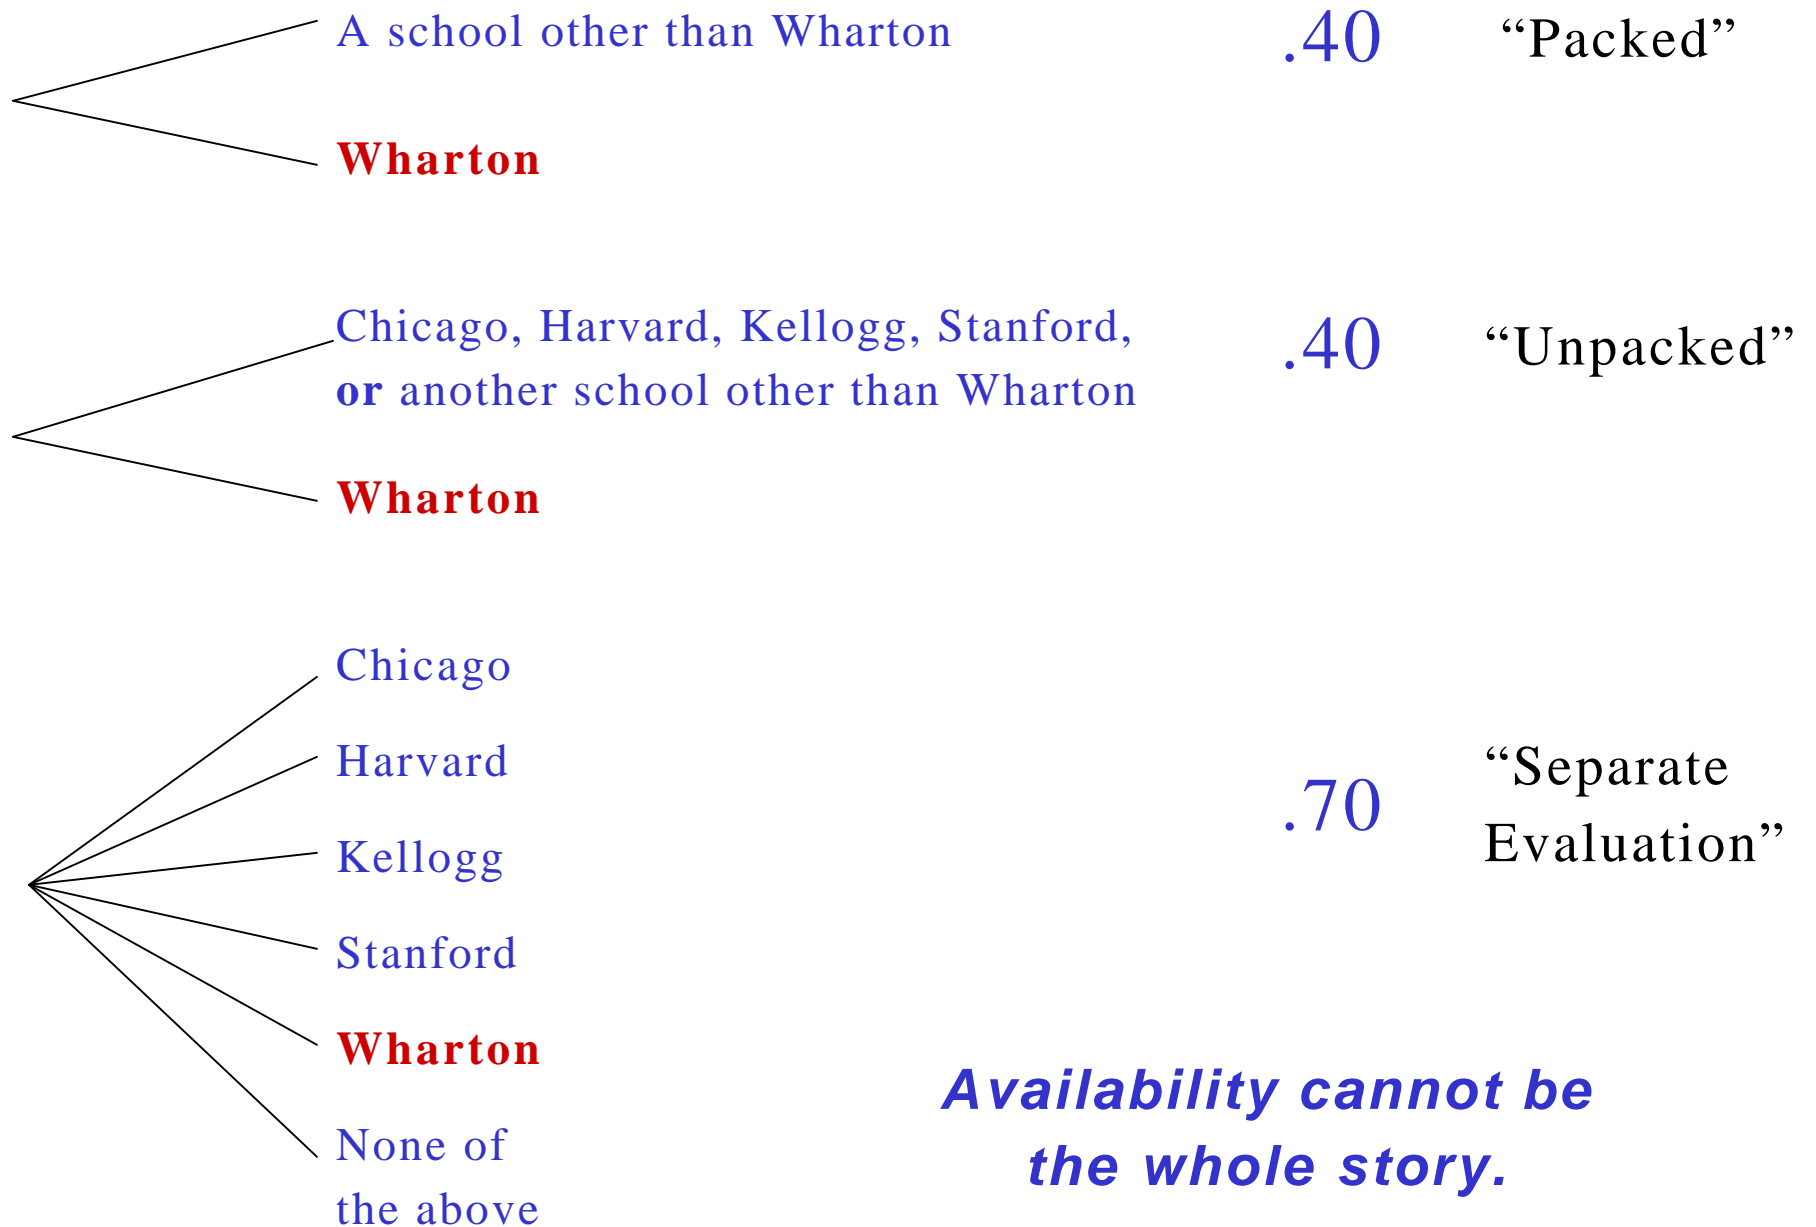 A school other than Wharton .40 “Packed”
Wharton
Chicago, Harvard, Kellogg, Stanford,
or another school other than Wharton
.40 “Unpacked”
Wharton
Chicago
Harvard
Kellogg
Stanford
Wharton
None of
the above
.70
“Separate
Evaluation”
Availability cannot be
the whole story.